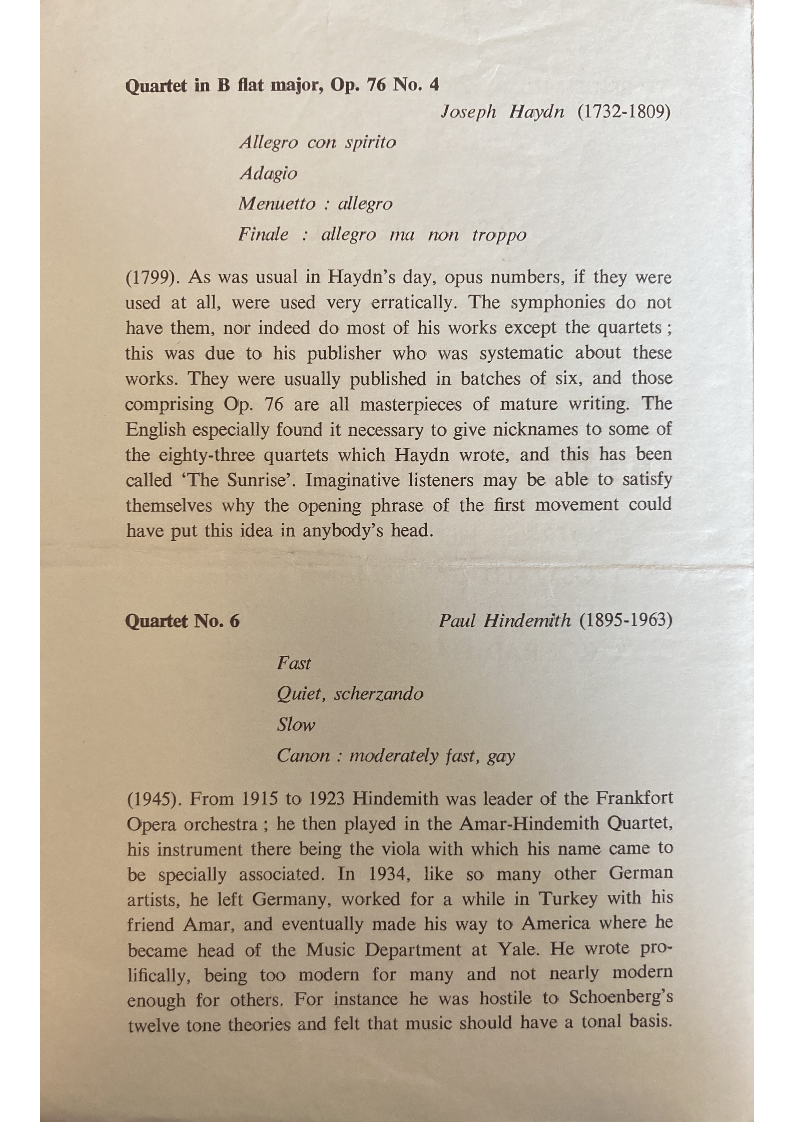 Quartet in B flat major, Op. 76 No. 4
Joseph Haydn (1732-1809)
Allegro con spirito
Adagio
Menuetto : allegro
Finale : allegro ma non troppo
(1799). As was usual in Haydn's day, opus numbers, if they were
used at all, were used very erratically. The symphonies do not
have them, nor indeed do most of his works except the quartets ;
this was due to his publisher who was systematic about these
works. They were usually published in batches of six, and those
comprising Op. 76 are all masterpieces of mature writing. The
English especially found it necessary to give nicknames to some of
the eighty-three quartets which Haydn wrote, and this has been
called 'The Sunrise'. Imaginative listeners may be able to satisfy
themselves why the opening phrase of the first movement could
have put this idea in anybody's head.
Quartet No. 6 Paul Hindemith (1895-1963)
Fast
Quiet, scherzando
Slow
Canon : moderately fast, gay
(1945). From 1915 to 1923 Hindemith was leader of the Frankfort
Opera orchestra ; he then played in the Amar-Hindemith Quartet,
his instrument there being the viola with which his name came to
be specially associated. In 1934, like so many other German
artists, he left Germany, worked for a while in Turkey with his
friend Amar, and eventually made his way to America where he
became head of the Music Department at Yale. He wrote pro-
lifically, being too modern for many and not nearly modern
enough for others. For instance he was hostile to Schoenberg's
twelve tone theories and felt that music should have a tonal basis.